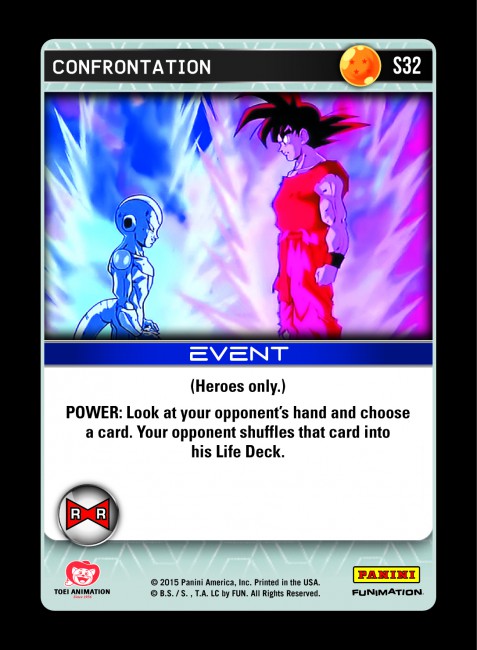 CONFRONTATION
S32
EVENT
(Heroes only.)
POWER: Look at your opponent's hand and choose
a card. Your opponent shuffles that card into
his Life Deck.
R R
TOEI ANIMATION
Since 1956
© 2015 Panini America, Inc. Printed in the USA.
© B.S. / S. , T.A. LC by FUN. All Rights Reserved.
PANINI
FUNIMATION